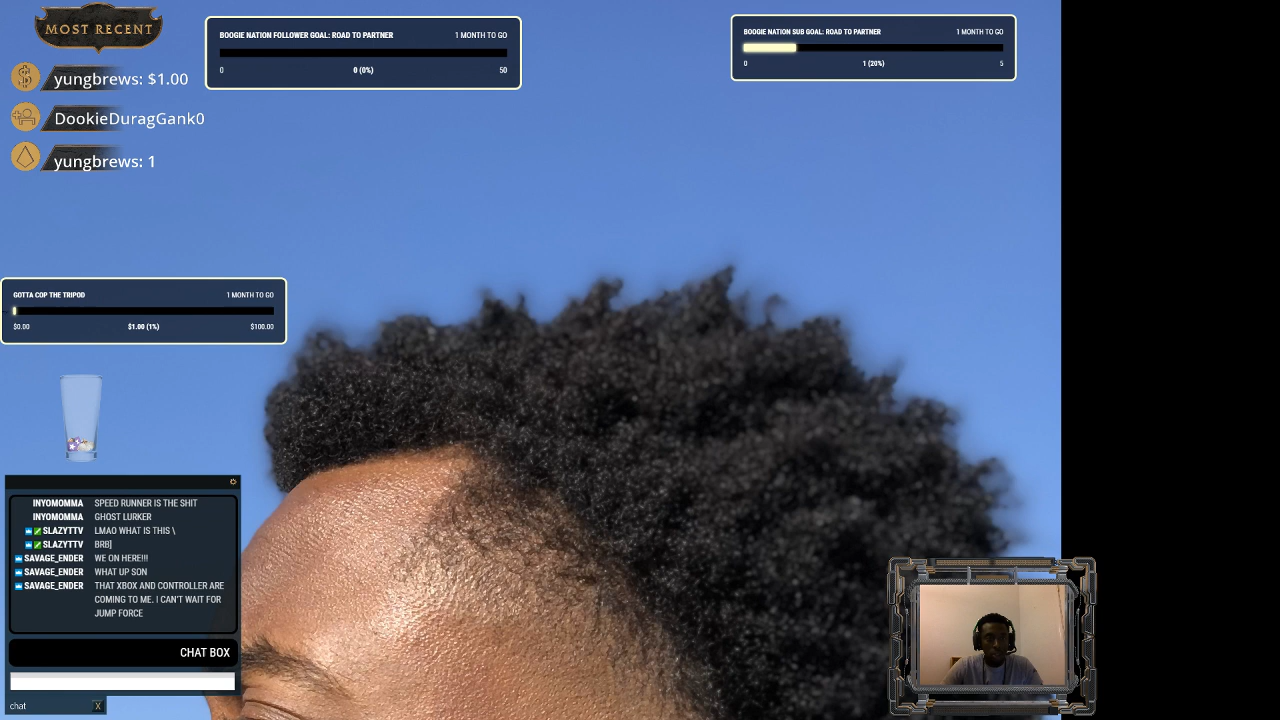 MOST RECENT
yungbrews: $1.00
DookieDuragGank0
yungbrews: 1
BOOGIE NATION FOLLOWER GOAL: ROAD TO PARTNER 1 MONTH TO GO
0 0 (0%) 50
BOOGIE NATION SUB GOAL: ROAD TO PARTNER 1 MONTH TO GO
0 1 (20%) 5
GOTTA COP THE TRIPOD 1 MONTH TO GO
$0.00 $1.00 (1%) $100.00
INYOMOMMA SPEED RUNNER IS THE SHIT
INYOMOMMA GHOST LURKER
SLAZYTTV LMAO WHAT IS THIS \
SLAZYTTV BRB]
SAVAGE_ENDER WE ON HERE!!!
SAVAGE_ENDER WHAT UP SON
SAVAGE_ENDER THAT XBOX AND CONTROLLER ARE
COMING TO ME. I CAN'T WAIT FOR
JUMP FORCE
CHAT BOX
chat X